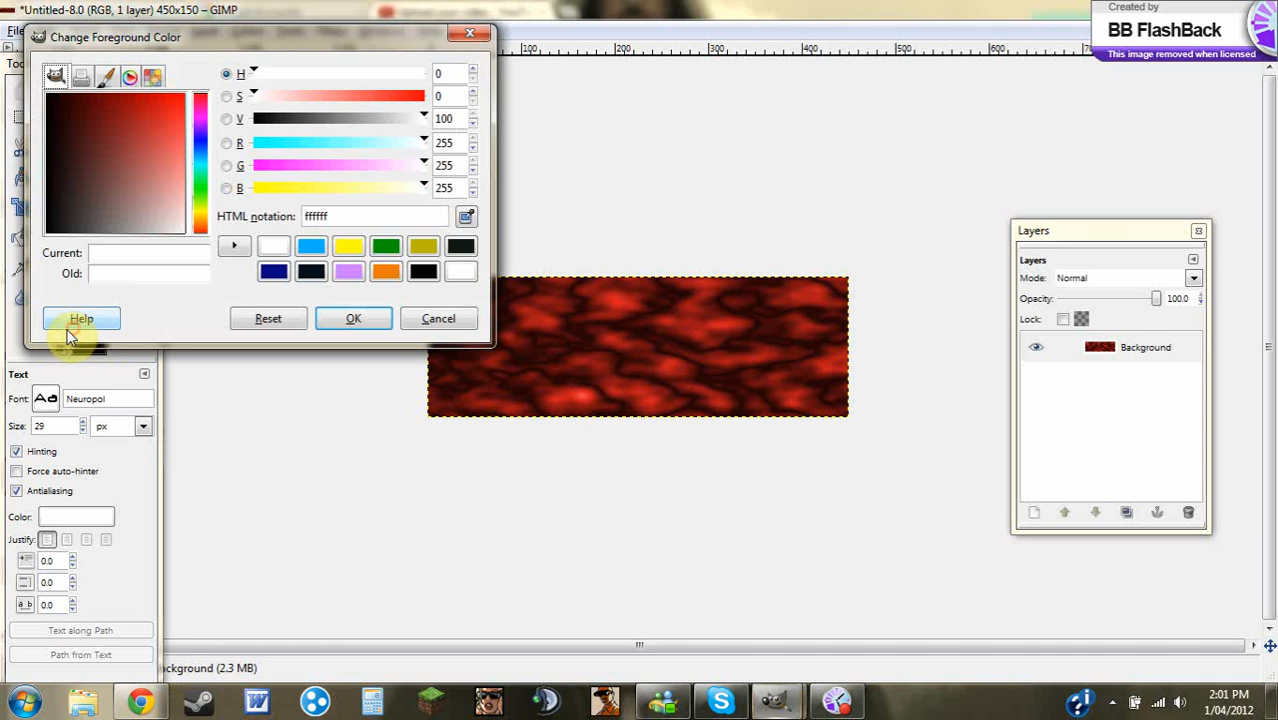 *Untitled-8.0 (RGB, 1 layer) 450x150 – GIMP
Created by
BB FlashBack
This image removed when licensed
Change Foreground Color
H 0
S 0
V 100
R 255
G 255
B 255
HTML notation: ffffff
Current:
Old:
Help Reset OK Cancel
100 200 300 400 500 600
Text
Font: Aa Neuropol
Size: 29 px
Hinting
Force auto-hinter
Antialiasing
Color:
Justify:
0.0
0.0
a b 0.0
Text along Path
Path from Text
Layers
Layers
Mode: Normal
Opacity: 100.0
Lock:
Background
ckground (2.3 MB)
2:01 PM
1/04/2012